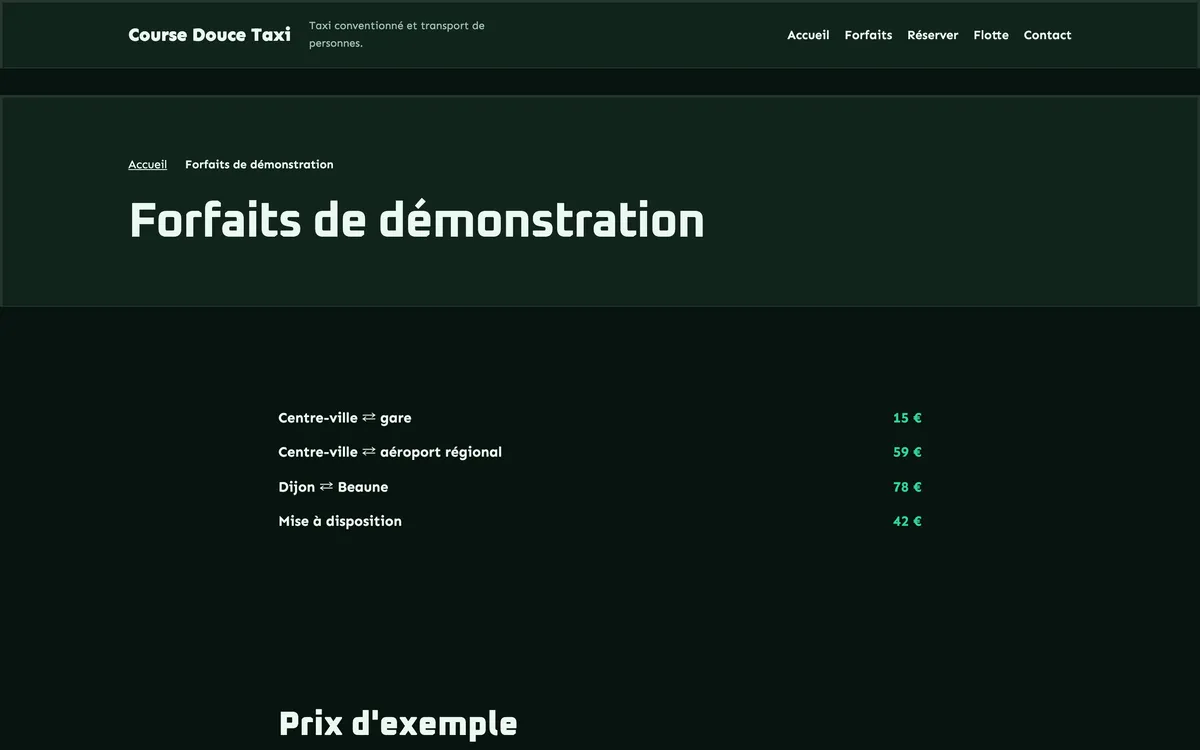 Course Douce Taxi
Taxi conventionné et transport de
personnes.
Accueil Forfaits Réserver Flotte Contact
Accueil Forfaits de démonstration
Forfaits de démonstration
Centre-ville ⇄ gare 15 €
Centre-ville ⇄ aéroport régional 59 €
Dijon ⇄ Beaune 78 €
Mise à disposition 42 €
Prix d'exemple